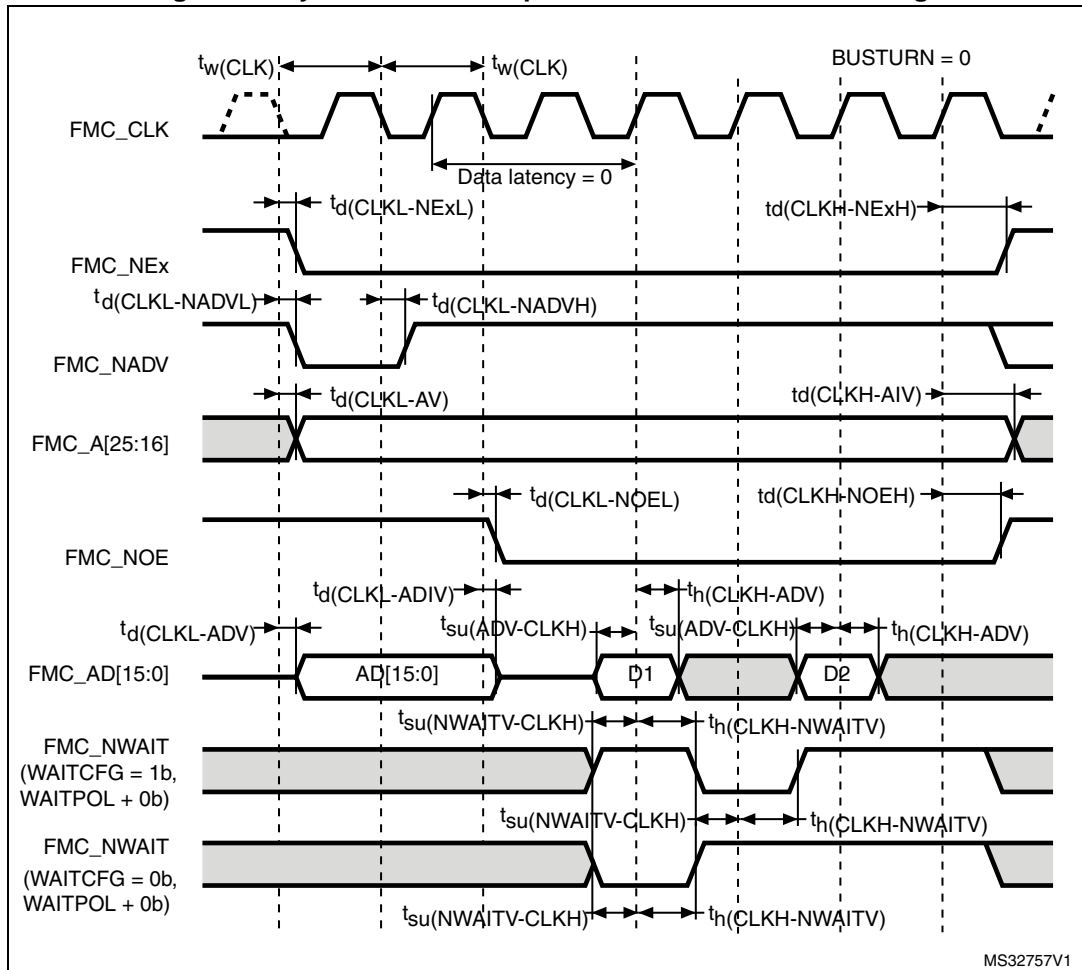 tw(CLK) tw(CLK) BUSTURN = 0
FMC_CLK
Data latency = 0
td(CLKL-NExL) td(CLKH-NExH)
FMC_NEx
td(CLKL-NADVL) td(CLKL-NADVH)
FMC_NADV
td(CLKL-AV) td(CLKH-AIV)
FMC_A[25:16]
td(CLKL-NOEL) td(CLKH-NOEH)
FMC_NOE
td(CLKL-ADIV) th(CLKH-ADV)
td(CLKL-ADV) tsu(ADV-CLKH) tsu(ADV-CLKH) th(CLKH-ADV)
FMC_AD[15:0] AD[15:0] D1 D2
tsu(NWAITV-CLKH) th(CLKH-NWAITV)
FMC_NWAIT
(WAITCFG = 1b,
WAITPOL + 0b)
tsu(NWAITV-CLKH) th(CLKH-NWAITV)
FMC_NWAIT
(WAITCFG = 0b,
WAITPOL + 0b)
tsu(NWAITV-CLKH) th(CLKH-NWAITV)
MS32757V1